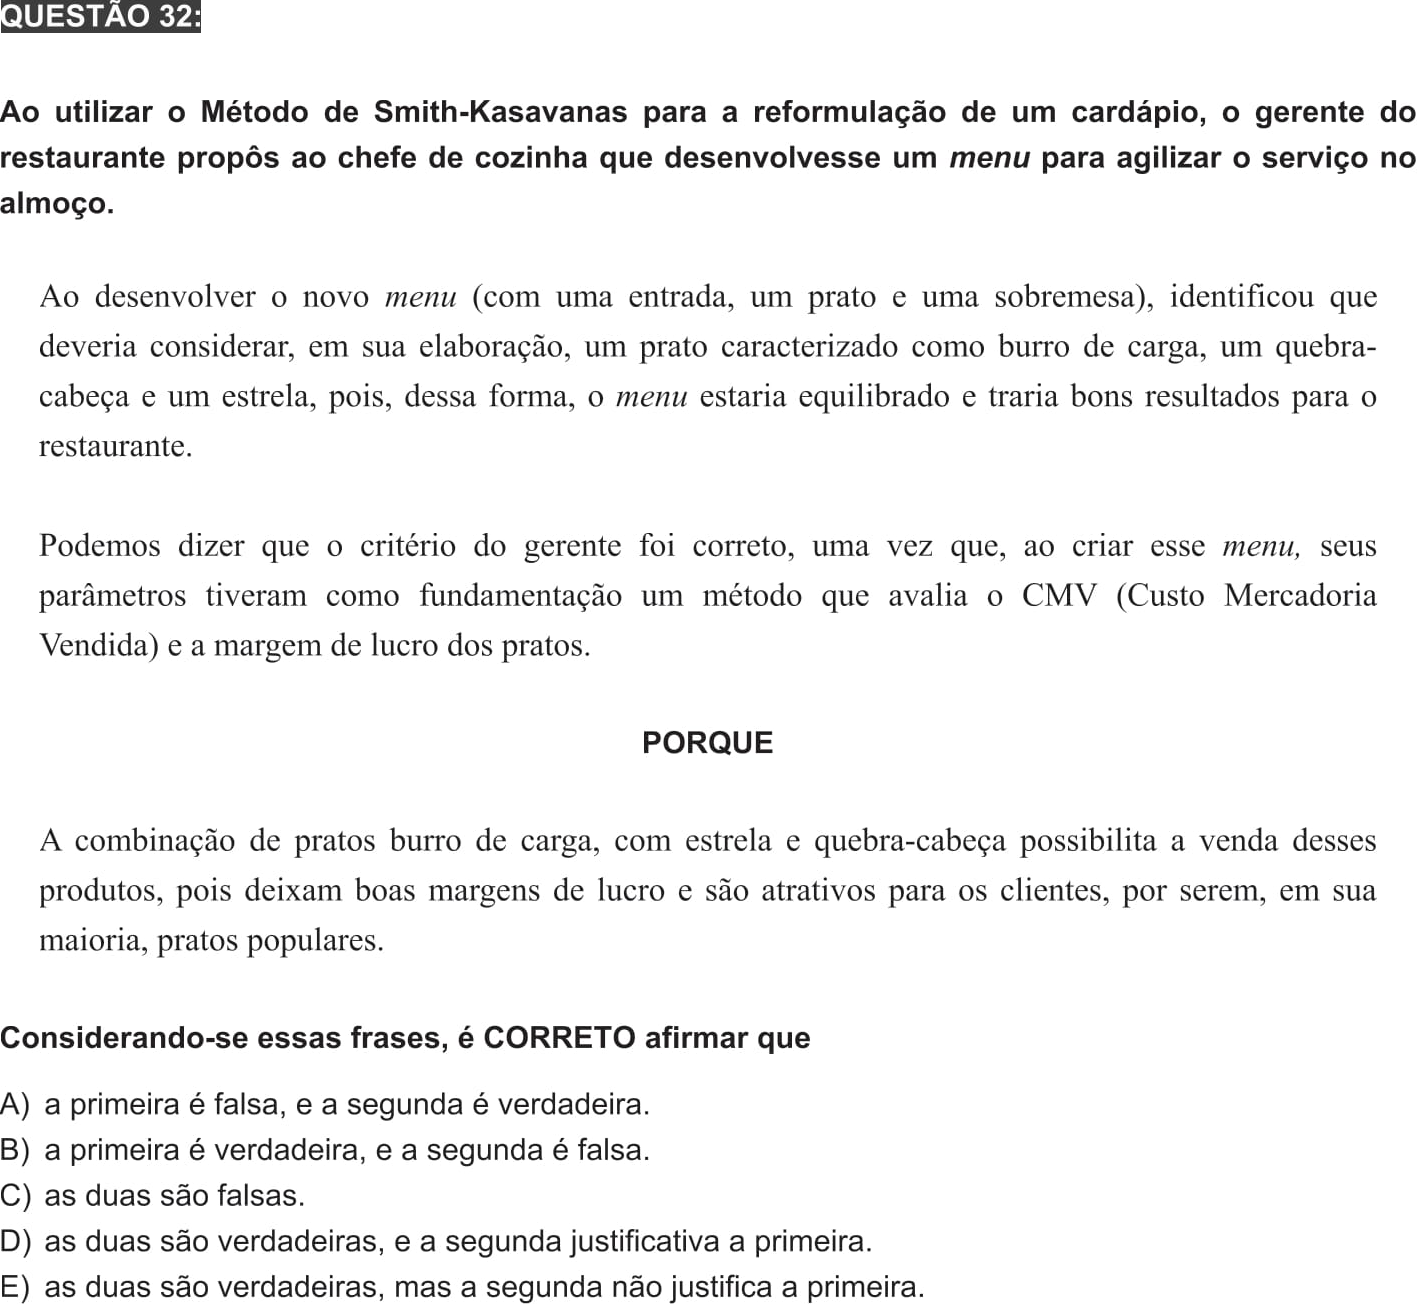 QUESTÃO 32:
Ao utilizar o Método de Smith-Kasavanas para a reformulação de um cardápio, o gerente do
restaurante propôs ao chefe de cozinha que desenvolvesse um menu para agilizar o serviço no
almoço.
Ao desenvolver o novo menu (com uma entrada, um prato e uma sobremesa), identificou que
deveria considerar, em sua elaboração, um prato caracterizado como burro de carga, um quebra-
cabeça e um estrela, pois, dessa forma, o menu estaria equilibrado e traria bons resultados para o
restaurante.
Podemos dizer que o critério do gerente foi correto, uma vez que, ao criar esse menu, seus
parâmetros tiveram como fundamentação um método que avalia o CMV (Custo Mercadoria
Vendida) e a margem de lucro dos pratos.
PORQUE
A combinação de pratos burro de carga, com estrela e quebra-cabeça possibilita a venda desses
produtos, pois deixam boas margens de lucro e são atrativos para os clientes, por serem, em sua
maioria, pratos populares.
Considerando-se essas frases, é CORRETO afirmar que
A) a primeira é falsa, e a segunda é verdadeira.
B) a primeira é verdadeira, e a segunda é falsa.
C) as duas são falsas.
D) as duas são verdadeiras, e a segunda justificativa a primeira.
E) as duas são verdadeiras, mas a segunda não justifica a primeira.